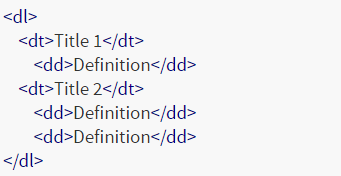 <dl>
<dt>Title 1</dt>
<dd>Definition</dd>
<dt>Title 2</dt>
<dd>Definition</dd>
<dd>Definition</dd>
</dl>